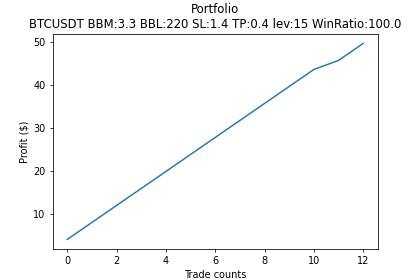 Portfolio
BTCUSDT BBM:3.3 BBL:220 SL:1.4 TP:0.4 lev:15 WinRatio:100.0
50
40
30
20
10
Profit ($)
0 2 4 6 8 10 12
Trade counts